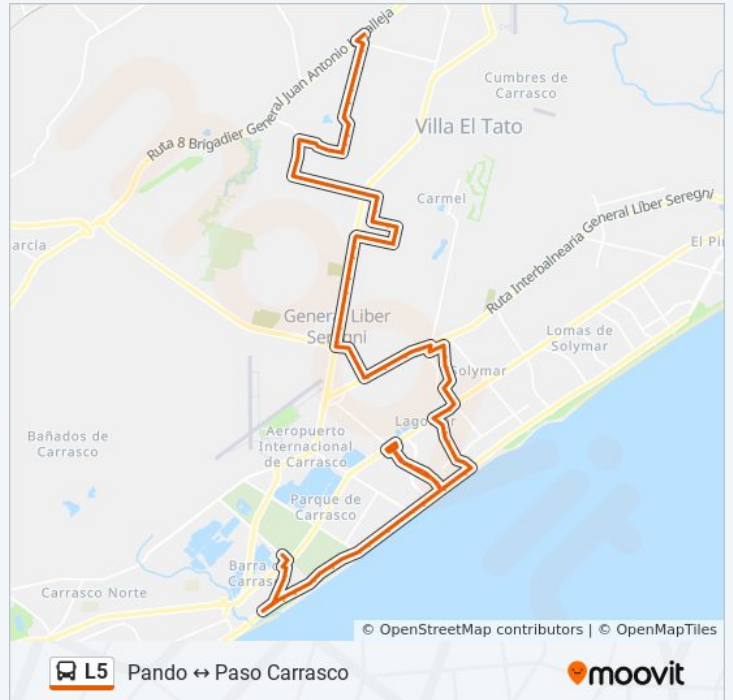 Ruta 8 Brigadier General Juan Antonio Lavalleja
Cumbres de
Carrasco
Villa El Tato
Carmel
Ruta Interbalnearia General Líber Seregni
arcía
El Pi
General Liber
Seregni
Lomas de
Solymar
Solymar
Lagomar
Bañados de
Carrasco
Aeropuerto
Internacional
de Carrasco
Parque de
Carrasco
Barra de
Carrasco
Carrasco Norte
© OpenStreetMap contributors | © OpenMapTiles
L5 Pando ↔ Paso Carrasco
moovit